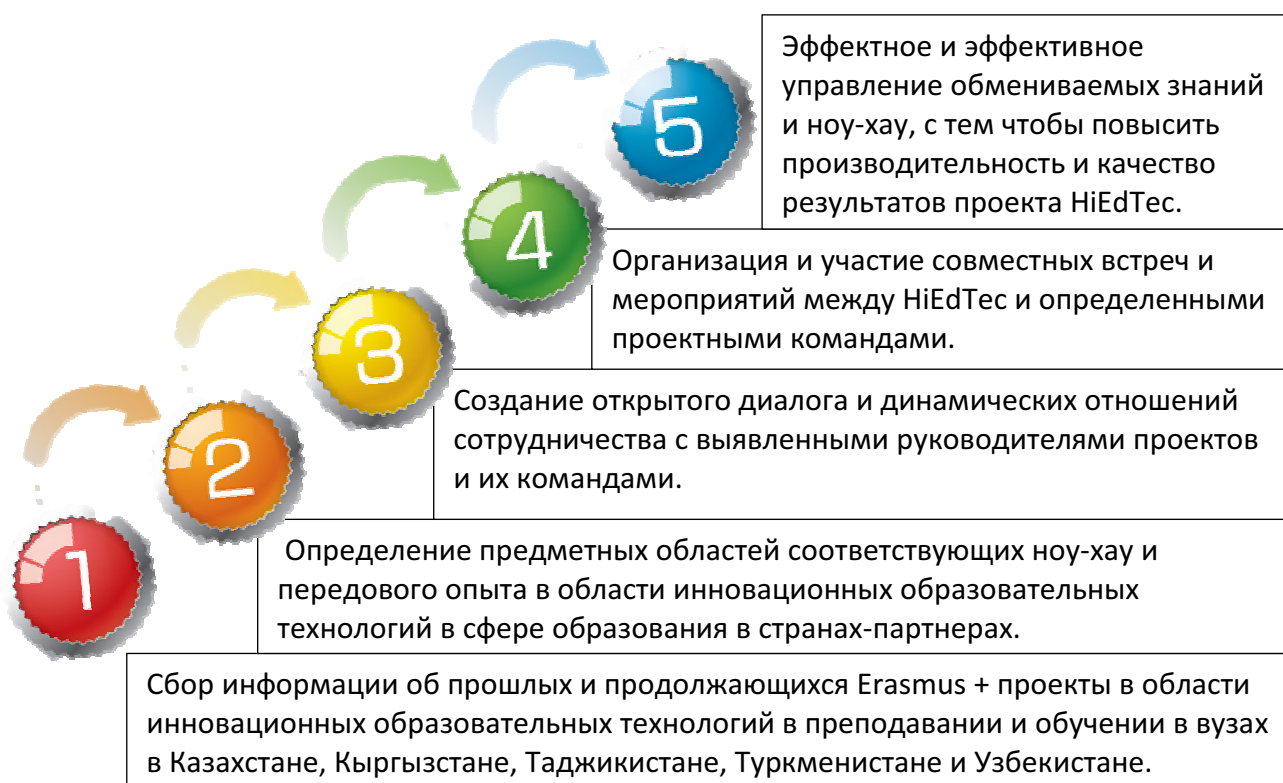 5
Эффектное и эффективное
управление обмениваемых знаний
и ноу-хау, с тем чтобы повысить
производительность и качество
результатов проекта HiEdTec.
4
Организация и участие совместных встреч и
мероприятий между HiEdTec и определенными
проектными командами.
3
Создание открытого диалога и динамических отношений
сотрудничества с выявленными руководителями проектов
и их командами.
2
Определение предметных областей соответствующих ноу-хау и
передового опыта в области инновационных образовательных
технологий в сфере образования в странах-партнерах.
1
Сбор информации об прошлых и продолжающихся Erasmus + проекты в области
инновационных образовательных технологий в преподавании и обучении в вузах
в Казахстане, Кыргызстане, Таджикистане, Туркменистане и Узбекистане.